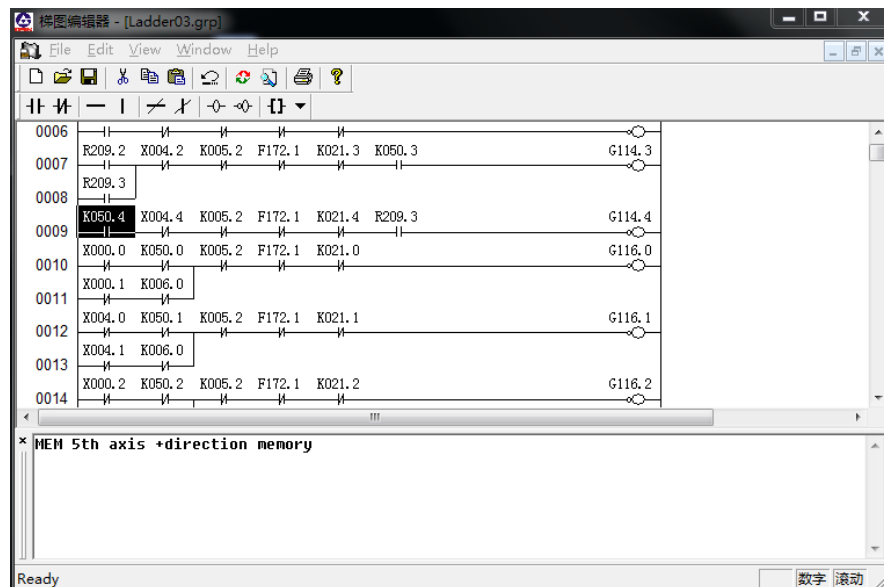 梯图编辑器 - [Ladder03.grp]
File Edit View Window Help
0006
R209.2 X004.2 K005.2 F172.1 K021.3 K050.3 G114.3
0007
R209.3
0008
K050.4 X004.4 K005.2 F172.1 K021.4 R209.3 G114.4
0009
X000.0 K050.0 K005.2 F172.1 K021.0 G116.0
0010
X000.1 K006.0
0011
X004.0 K050.1 K005.2 F172.1 K021.1 G116.1
0012
X004.1 K006.0
0013
X000.2 K050.2 K005.2 F172.1 K021.2 G116.2
0014
MEM 5th axis +direction memory
Ready 数字 滚动